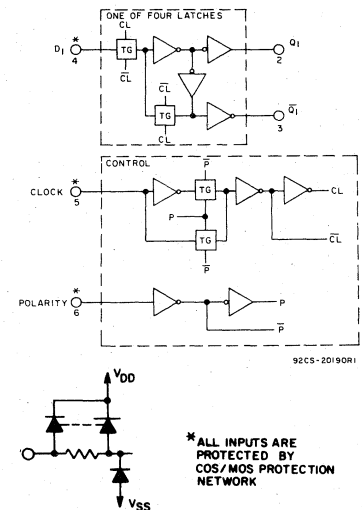 ONE OF FOUR LATCHES
CL
* D1
4
TG
CL
Q1
2
CL
TG
CL
Q1
3
CONTROL
P
* CLOCK
5
TG
CL
P
TG
CL
P
* POLARITY
6
P
P
92CS-20190R1
VDD
* ALL INPUTS ARE
PROTECTED BY
COS/MOS PROTECTION
NETWORK
VSS